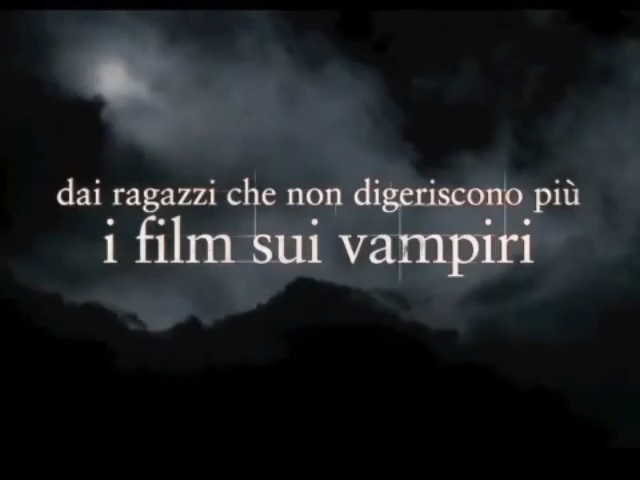 dai ragazzi che non digeriscono più
i film sui vampiri